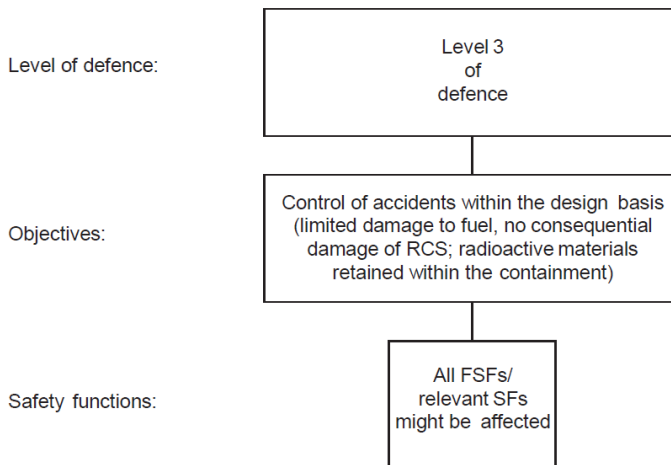 Level of defence:
Level 3
of
defence
Objectives:
Control of accidents within the design basis
(limited damage to fuel, no consequential
damage of RCS; radioactive materials
retained within the containment)
Safety functions:
All FSFs/
relevant SFs
might be affected